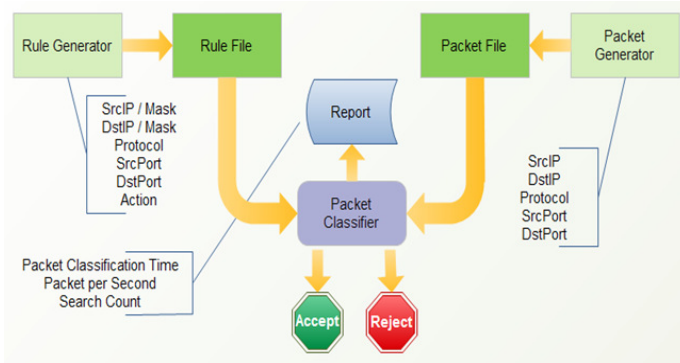 Rule Generator
Rule File
Packet File
Packet
Generator
Report
SrcIP / Mask
DstIP / Mask
Protocol
SrcPort
DstPort
Action
SrcIP
DstIP
Protocol
SrcPort
DstPort
Packet
Classifier
Packet Classification Time
Packet per Second
Search Count
Accept
Reject